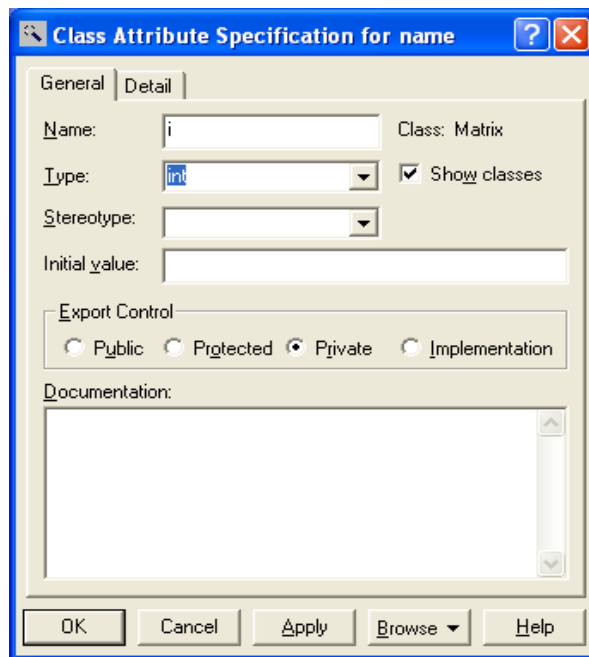 Class Attribute Specification for name
General Detail
Name: i Class: Matrix
Type: int Show classes
Stereotype:
Initial value:
Export Control
Public Protected Private Implementation
Documentation:
OK Cancel Apply Browse Help